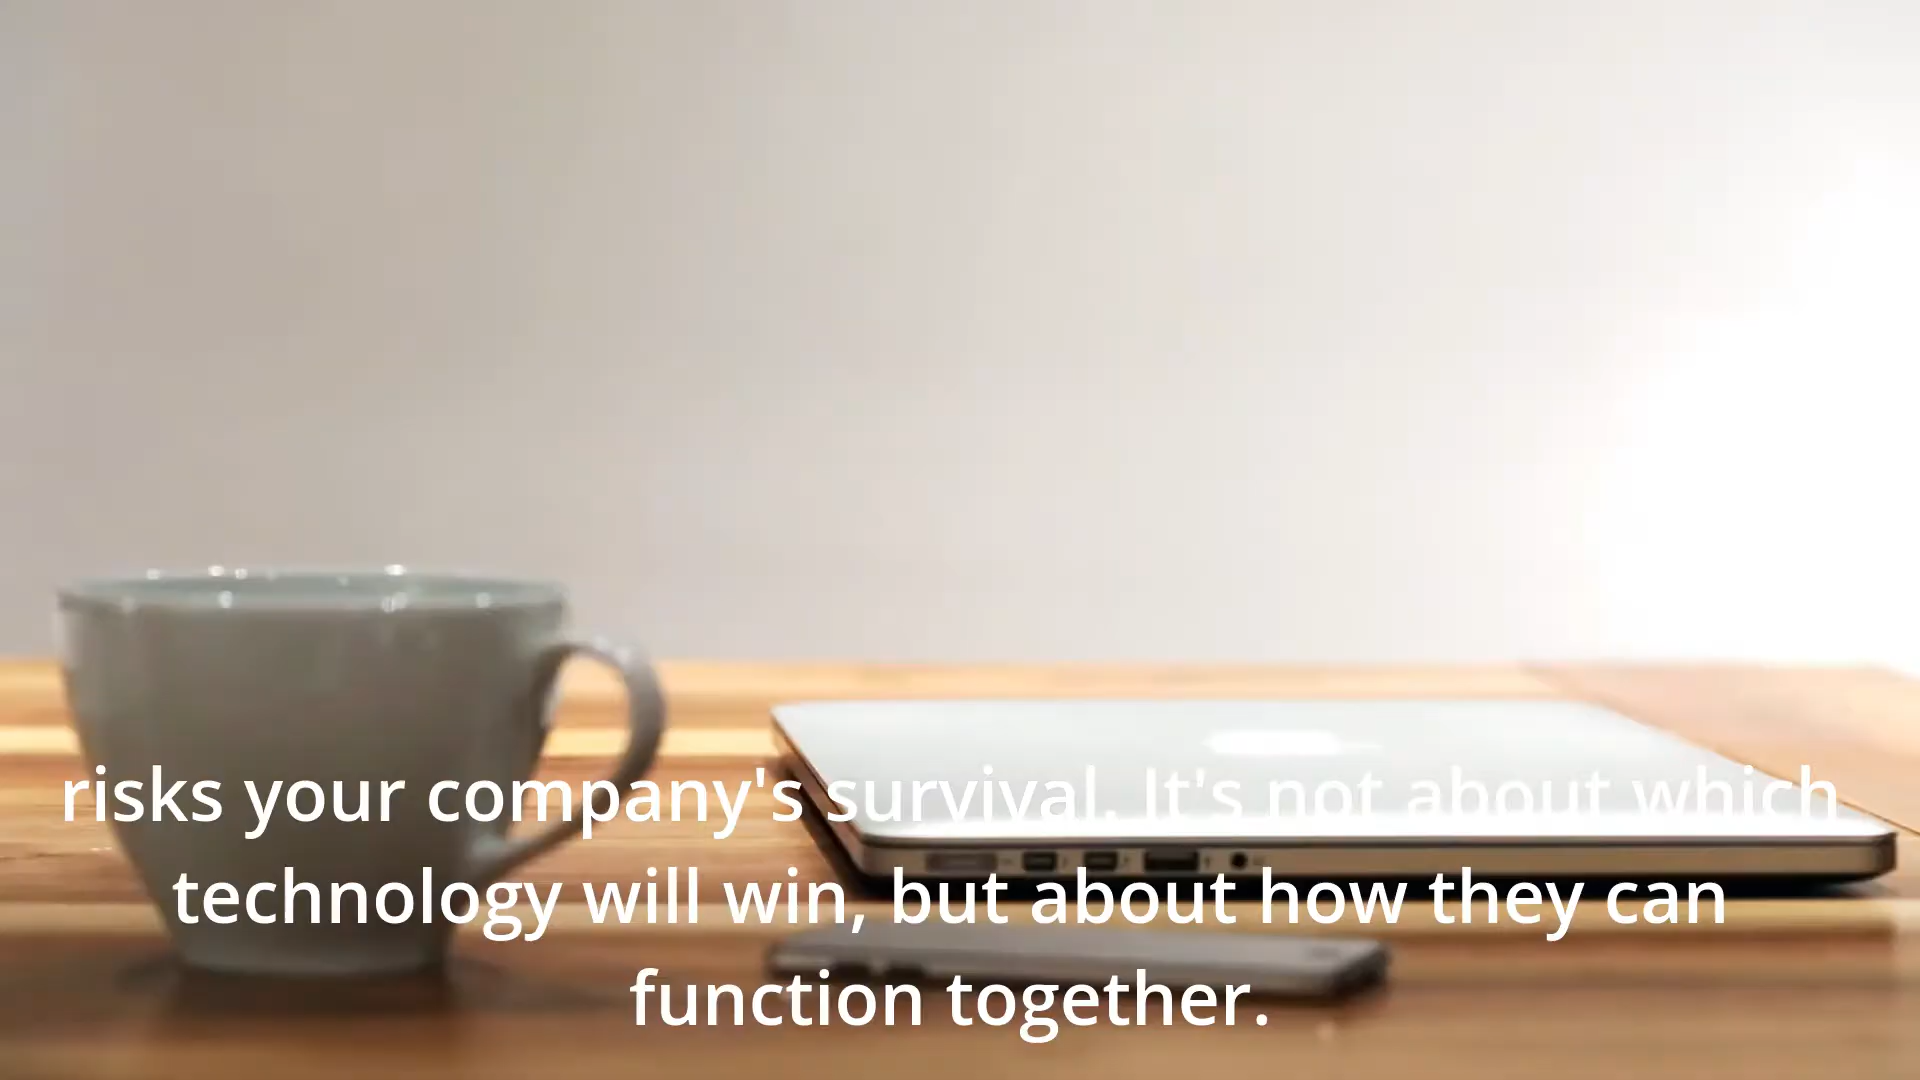 risks your company's survival. It's not about which
technology will win, but about how they can
function together.